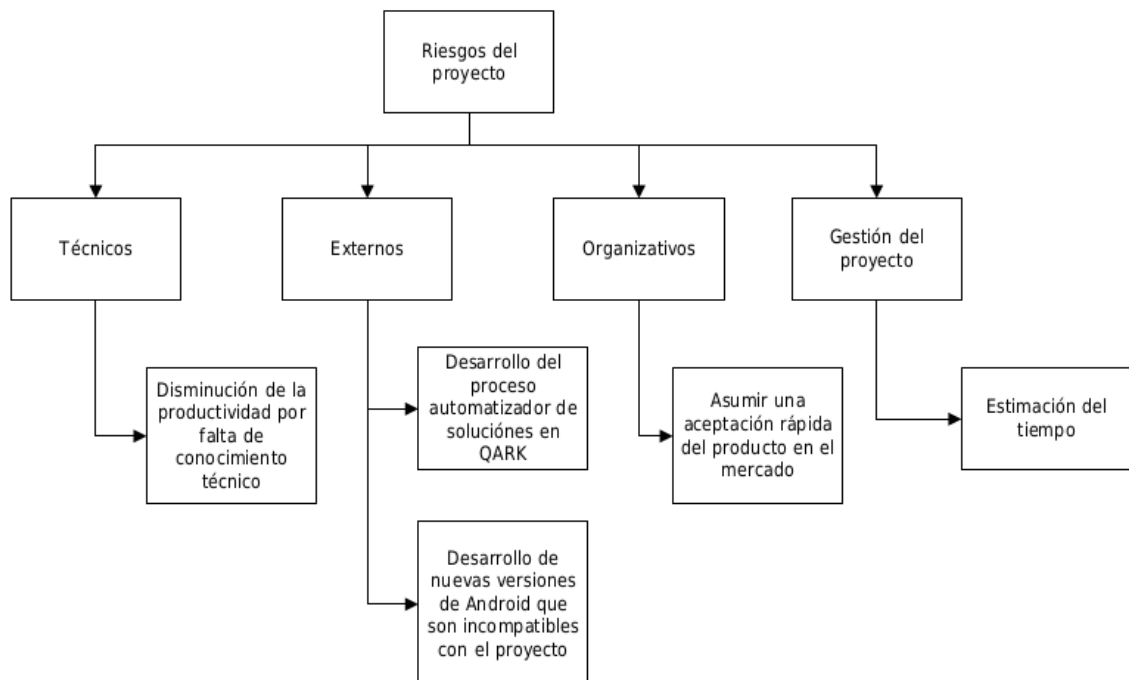 Riesgos del
proyecto
Técnicos
Externos
Organizativos
Gestión del
proyecto
Disminución de la
productividad por
falta de
conocimiento
técnico
Desarrollo del
proceso
automatizador de
soluciónes en
QARK
Asumir una
aceptación rápida
del producto en el
mercado
Estimación del
tiempo
Desarrollo de
nuevas versiones
de Android que
son incompatibles
con el proyecto